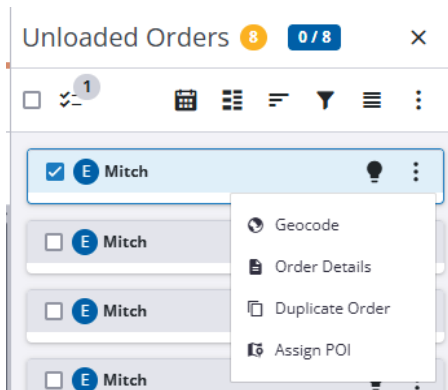 Unloaded Orders 8 0 / 8
1
E Mitch
Geocode
E Mitch
Order Details
Duplicate Order
E Mitch
Assign POI
E Mitch